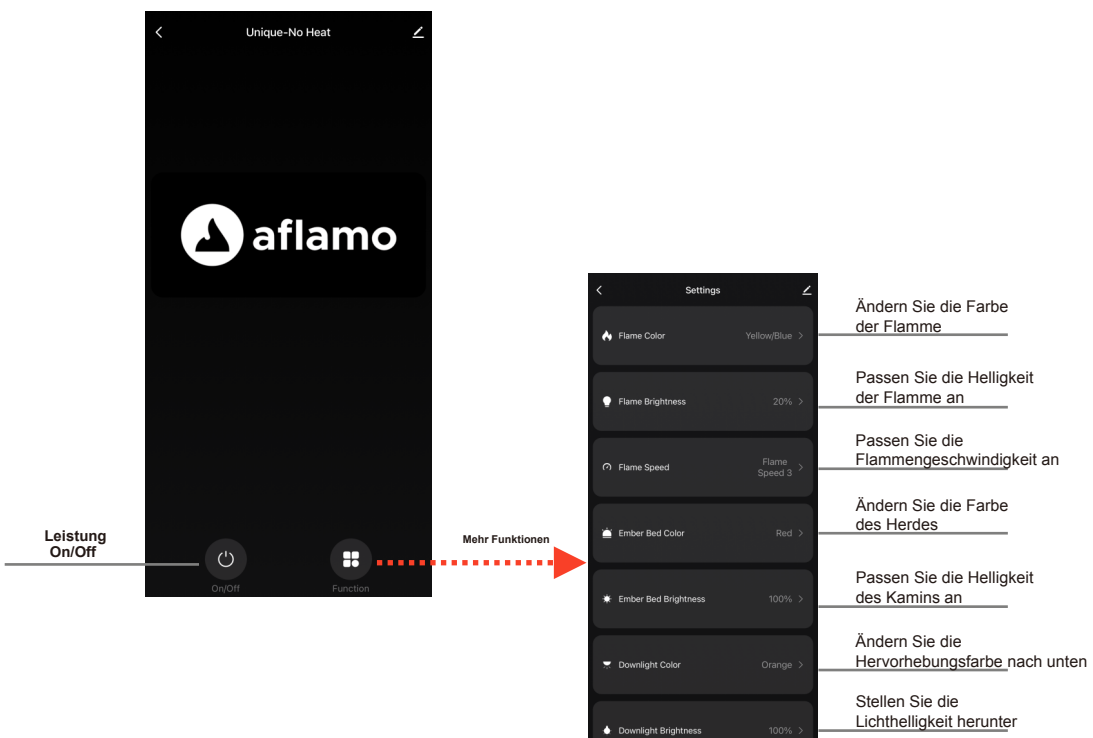 Unique-No Heat
aflamo
Leistung
On/Off
On/Off
Function
Mehr Funktionen
Settings
Flame Color
Yellow/Blue
Ändern Sie die Farbe
der Flamme
Flame Brightness
20%
Passen Sie die Helligkeit
der Flamme an
Flame Speed
Flame
Speed 3
Passen Sie die
Flammengeschwindigkeit an
Ember Bed Color
Red
Ändern Sie die Farbe
des Herdes
Ember Bed Brightness
100%
Passen Sie die Helligkeit
des Kamins an
Downlight Color
Orange
Ändern Sie die
Hervorhebungsfarbe nach unten
Downlight Brightness
100%
Stellen Sie die
Lichthelligkeit herunter